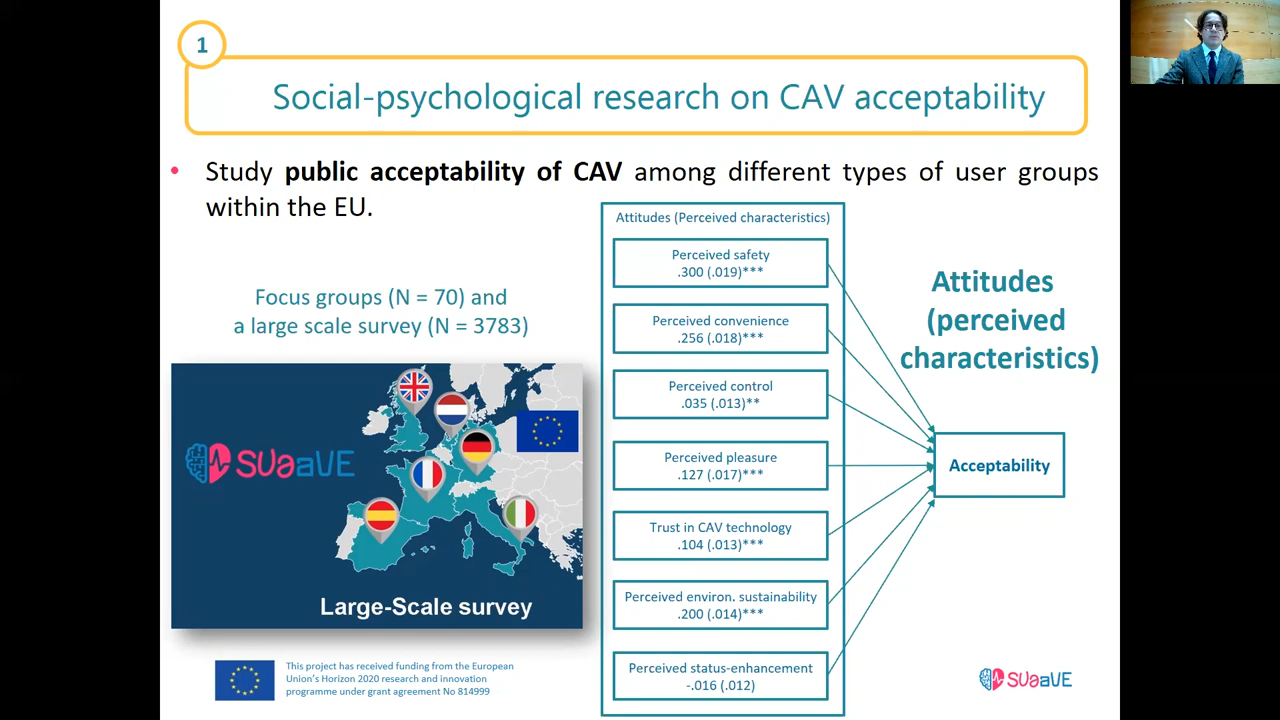 1
Social-psychological research on CAV acceptability
• Study public acceptability of CAV among different types of user groups
within the EU.
Focus groups (N = 70) and
a large scale survey (N = 3783)
SUaaVE
Large-Scale survey
Attitudes (Perceived characteristics)
Perceived safety
.300 (.019)***
Perceived convenience
.256 (.018)***
Perceived control
.035 (.013)**
Perceived pleasure
.127 (.017)***
Trust in CAV technology
.104 (.013)***
Perceived environ. sustainability
.200 (.014)***
Perceived status-enhancement
-.016 (.012)
Attitudes
(perceived
characteristics)
Acceptability
This project has received funding from the European
Union's Horizon 2020 research and innovation
programme under grant agreement No 814999
SUaaVE